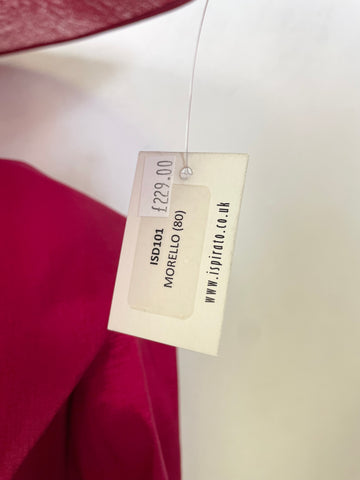 £229.00
ISD101
MORELLO (80)
www.ispirato.co.uk